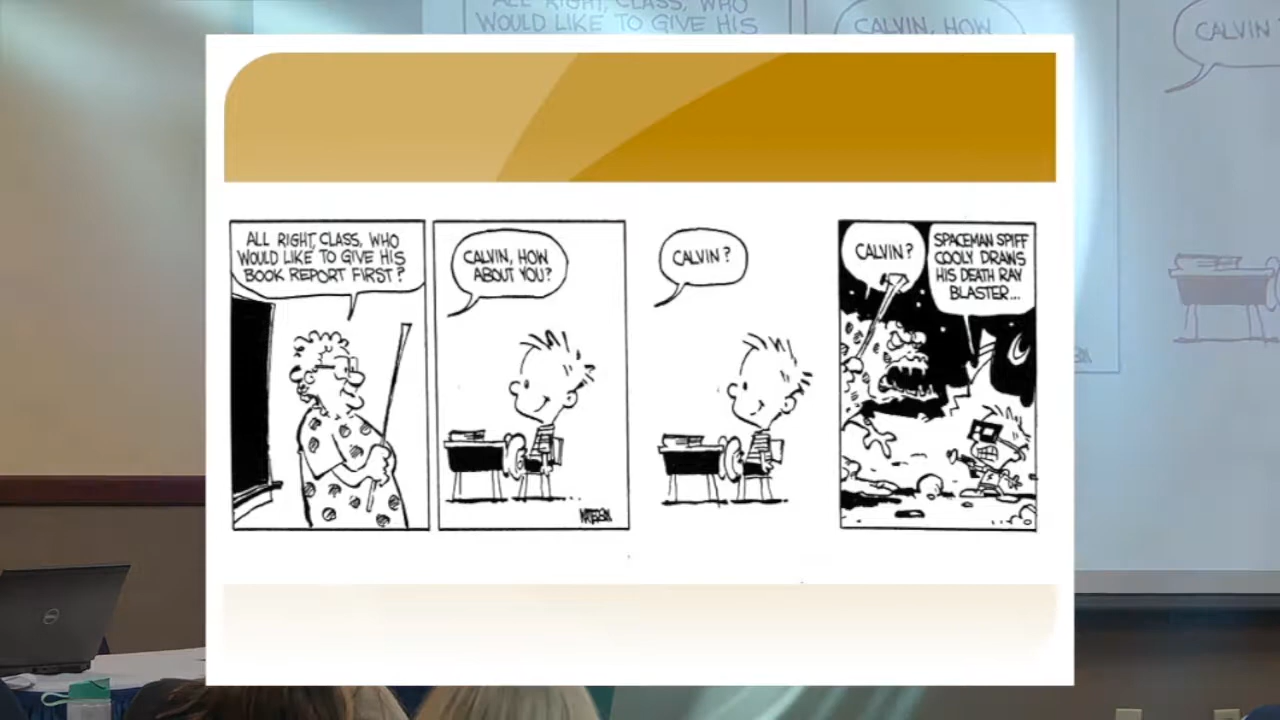 ALL RIGHT, CLASS, WHO
WOULD LIKE TO GIVE HIS
BOOK REPORT FIRST?
CALVIN, HOW
ABOUT YOU?
CALVIN?
CALVIN?
SPACEMAN SPIFF
COOLY DRAWS
HIS DEATH RAY
BLASTER...
WATTERSON
ALL RIGHT, CLASS, WHO
WOULD LIKE TO GIVE HIS
CALVIN, HOW
CALVIN
DELL